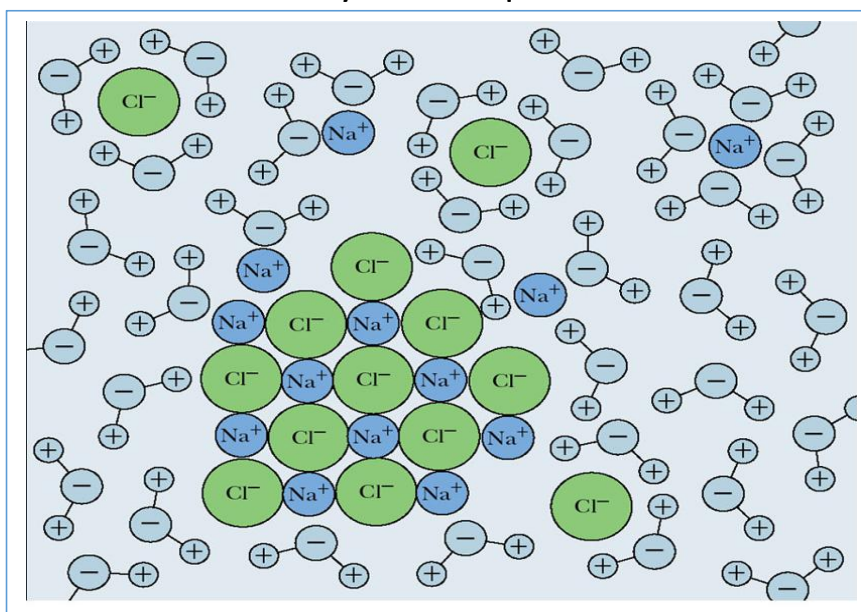 Cl⁻ Na⁺ Cl⁻ Na⁺
Na⁺ Cl⁻ Na⁺
Na⁺ Cl⁻ Na⁺ Cl⁻
Cl⁻ Na⁺ Cl⁻ Na⁺ Cl⁻
Na⁺ Cl⁻ Na⁺ Cl⁻ Na⁺
Cl⁻ Na⁺ Cl⁻ Na⁺ Cl⁻